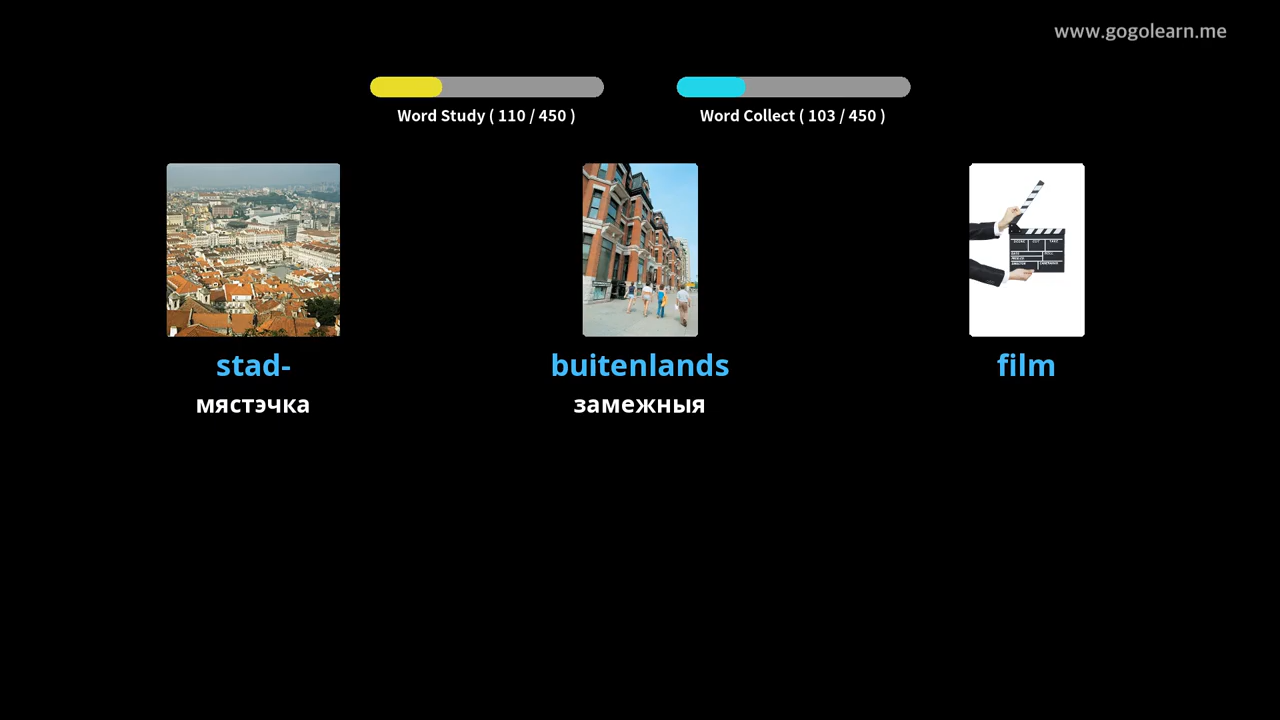 www.gogolearn.me
Word Study ( 110 / 450 )
Word Collect ( 103 / 450 )
stad-
мястэчка
buitenlands
замежныя
film